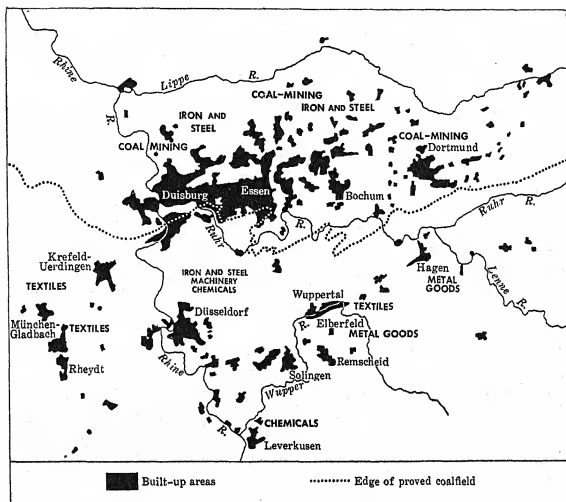 Rhine
R.
Lippe
R.
COAL-MINING
IRON AND STEEL
IRON AND
STEEL
COAL MINING
COAL-MINING
Dortmund
Duisburg
Essen
Bochum
Ruhr
R.
Ruhr
R.
Krefeld-
Uerdingen
TEXTILES
München-
Gladbach
TEXTILES
Rheydt
IRON AND STEEL
MACHINERY
CHEMICALS
Düsseldorf
Hagen
METAL
GOODS
Lenne
R.
Wuppertal
TEXTILES
R.
Elberfeld
METAL GOODS
Remscheid
Solingen
Rhine
Wupper
R.
CHEMICALS
Leverkusen
Built-up areas
Edge of proved coalfield